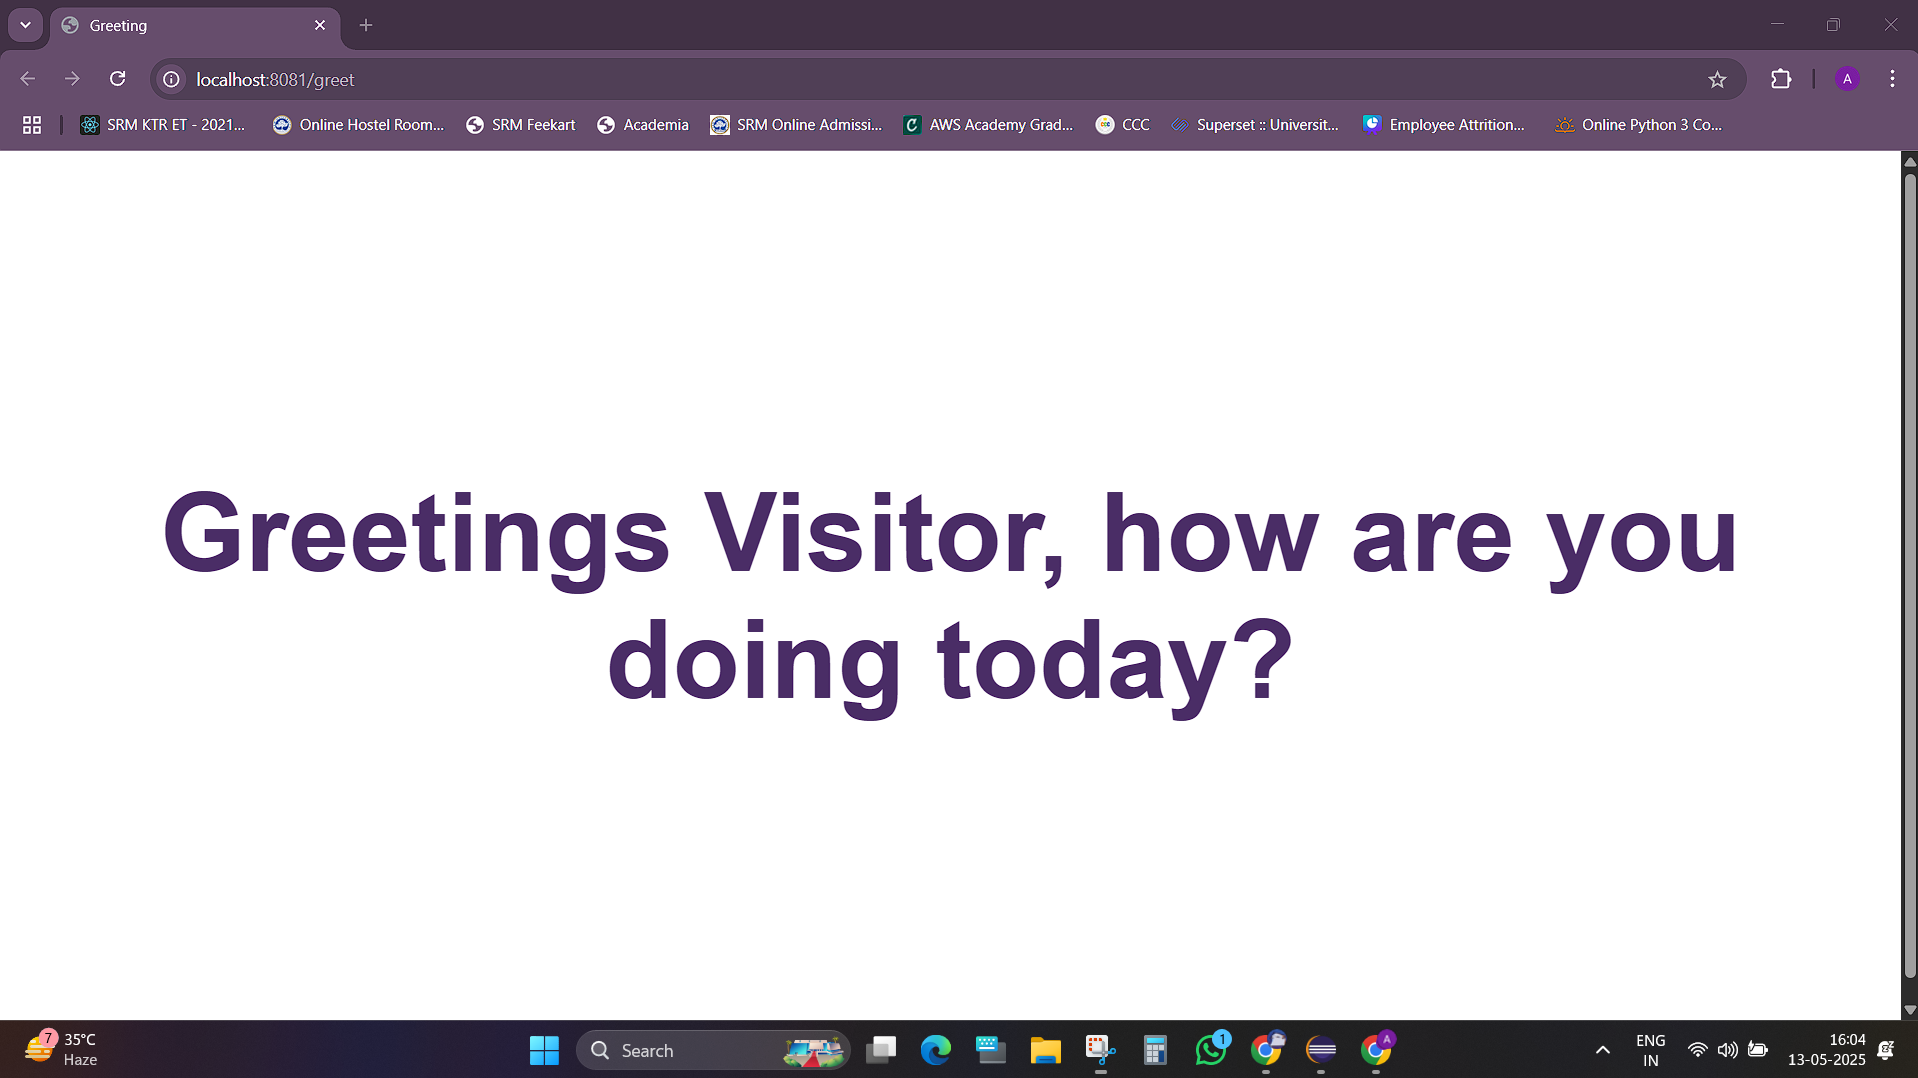 Greeting
localhost:8081/greet
SRM KTR ET - 2021...
Online Hostel Room...
SRM Feekart
Academia
SRM Online Admissi...
AWS Academy Grad...
CCC
Superset :: Universit...
Employee Attrition...
Online Python 3 Co...
A
Greetings Visitor, how are you
doing today?
7
35°C
Haze
Search
1
A
ENG
IN
16:04
13-05-2025